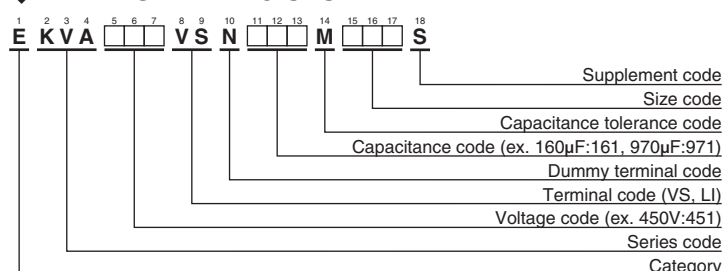 1 2 3 4 5 6 7 8 9 10 11 12 13 14 15 16 17 18
E K V A □□□ V S N □□□ M □□□ S
Supplement code
Size code
Capacitance tolerance code
Capacitance code (ex. 160µF:161, 970µF:971)
Dummy terminal code
Terminal code (VS, LI)
Voltage code (ex. 450V:451)
Series code
Category